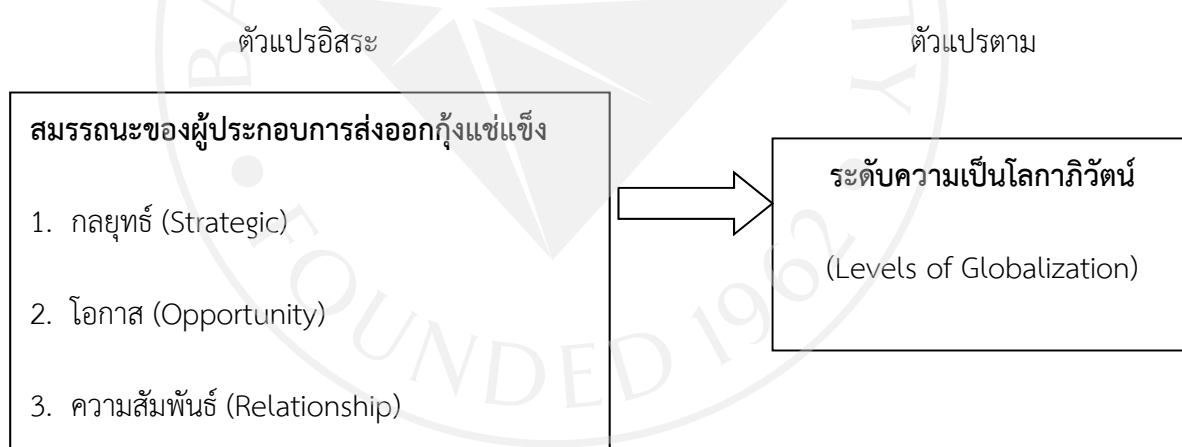 ตัวแปรอิสระ
ตัวแปรตาม
สมรรถนะของผู้ประกอบการส่งออกกุ้งแช่แข็ง
1. กลยุทธ์ (Strategic)
2. โอกาส (Opportunity)
3. ความสัมพันธ์ (Relationship)
ระดับความเป็นโลกาภิวัตน์
(Levels of Globalization)
FOUNDED 1962